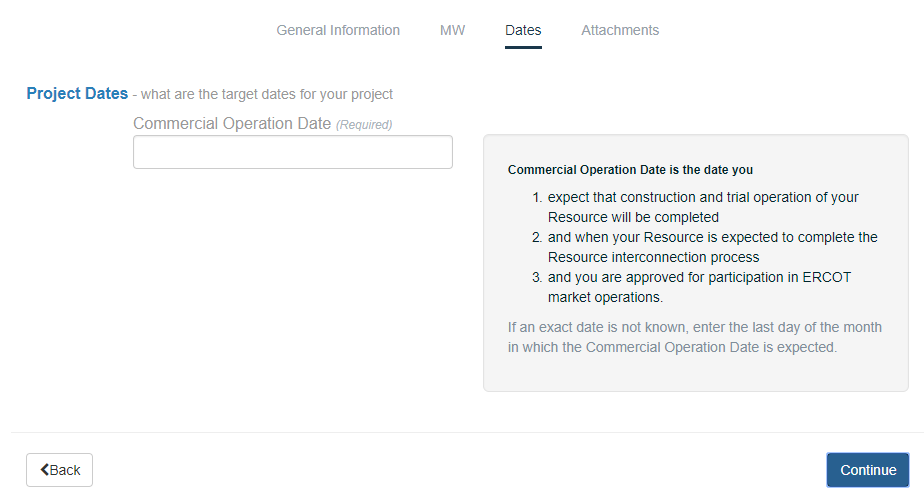 General Information MW Dates Attachments
Project Dates - what are the target dates for your project
Commercial Operation Date (Required)
Commercial Operation Date is the date you
1. expect that construction and trial operation of your
Resource will be completed
2. and when your Resource is expected to complete the
Resource interconnection process
3. and you are approved for participation in ERCOT
market operations.
If an exact date is not known, enter the last day of the month
in which the Commercial Operation Date is expected.
Back Continue